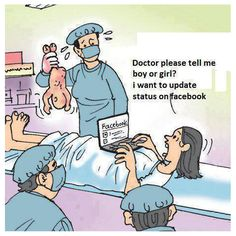 Doctor please tell me
boy or girl?
i want to update
status on facebook
Facebook